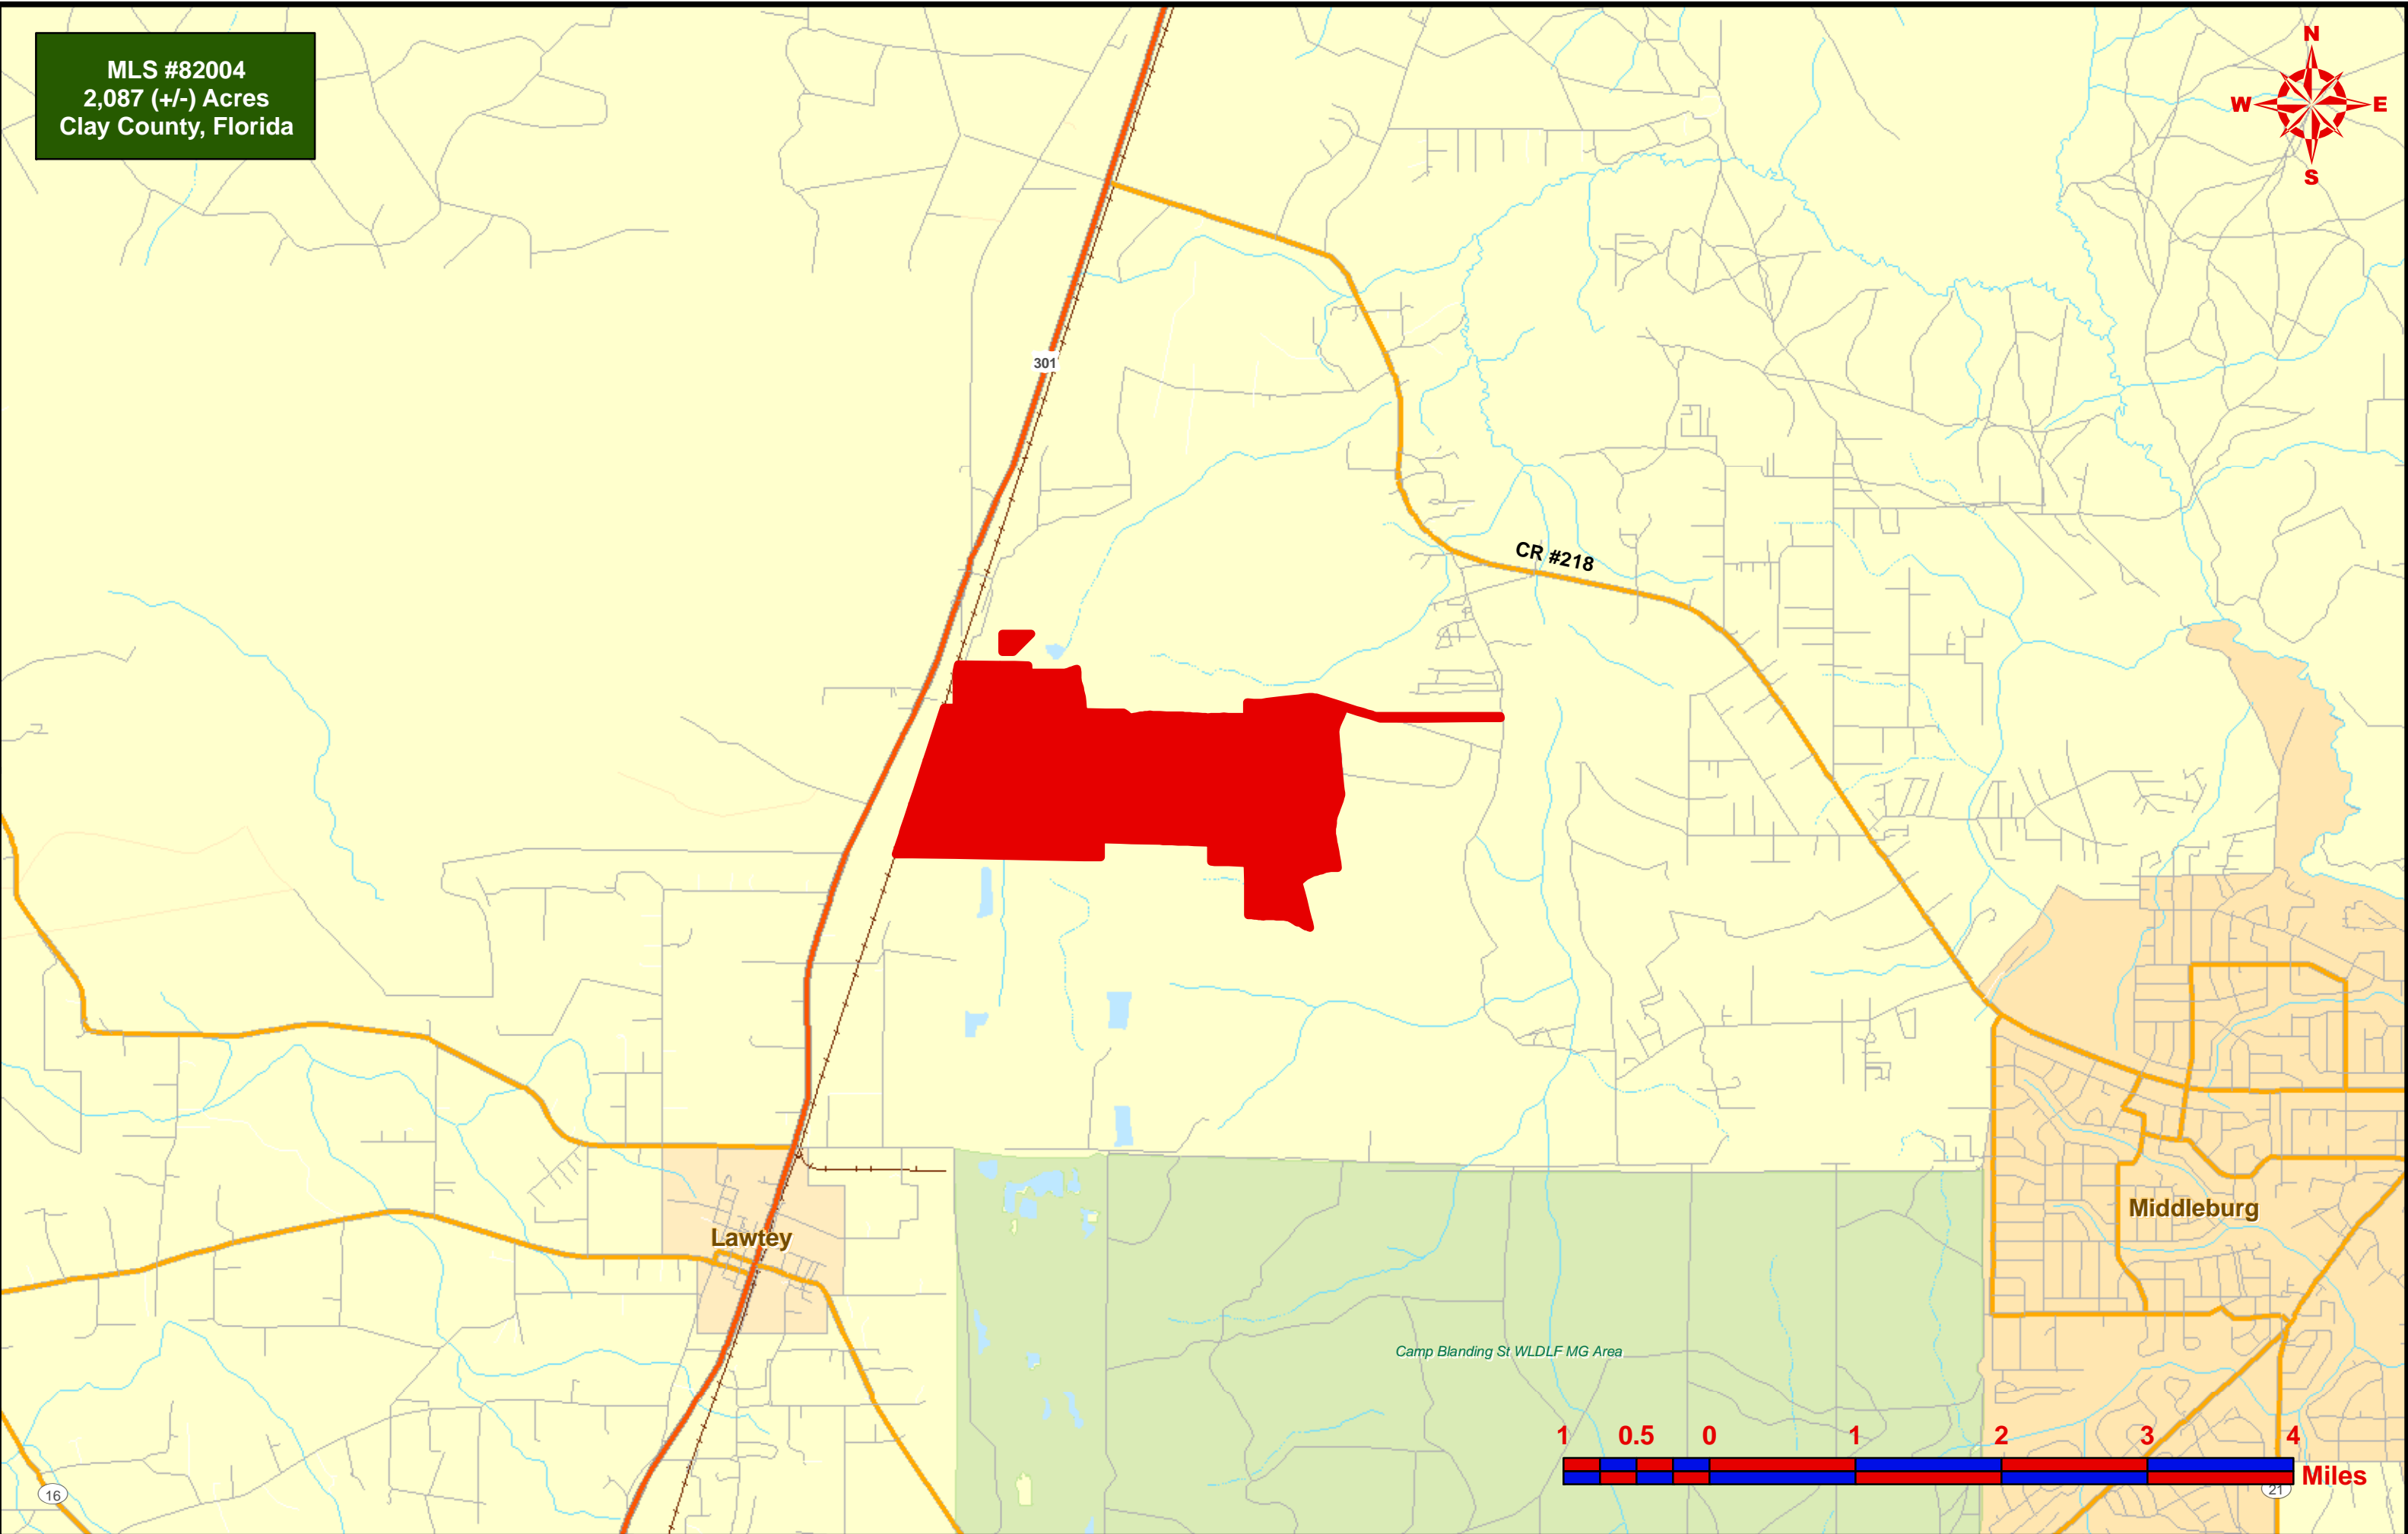 MLS #82004
2,087 (+/-) Acres
Clay County, Florida
N
W
E
S
301
CR #218
Lawtey
Middleburg
Camp Blanding St WLDLF MG Area
1 0.5 0 1 2 3 4
Miles
16
21